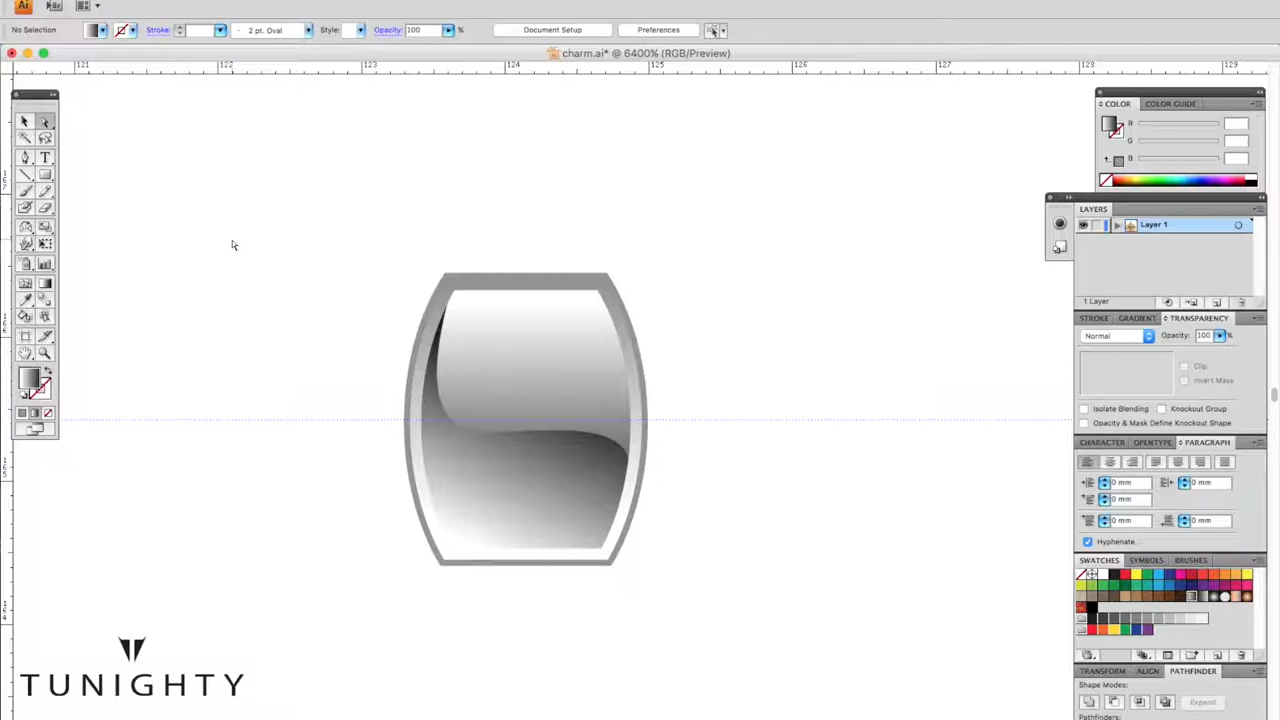 Ai Br
No Selection Stroke: 2 pt. Oval Style: Opacity: 100 % Document Setup Preferences
charm.ai* @ 6400% (RGB/Preview)
121 122 123 124 125 126 127 128 129
COLOR COLOR GUIDE
R
G
B
LAYERS
Layer 1
1 Layer
STROKE GRADIENT TRANSPARENCY
Normal Opacity: 100 %
Clip
Invert Mask
Isolate Blending Knockout Group
Opacity & Mask Define Knockout Shape
CHARACTER OPENTYPE PARAGRAPH
0 mm 0 mm
0 mm
0 mm 0 mm
Hyphenate
SWATCHES SYMBOLS BRUSHES
TRANSFORM ALIGN PATHFINDER
Shape Modes:
Expand
Pathfinders:
T
TUNIGHTY